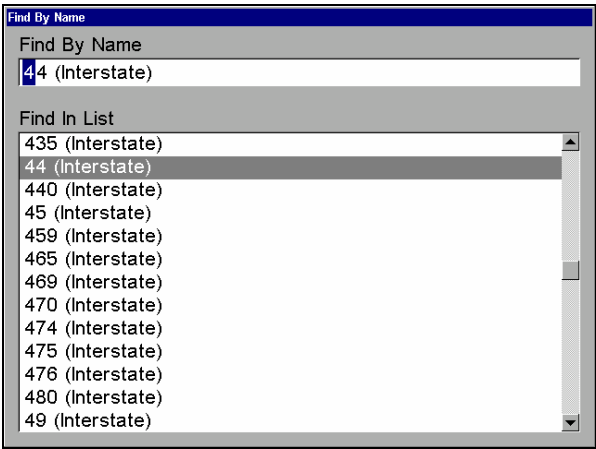 Find By Name
Find By Name
44 (Interstate)
Find In List
435 (Interstate)
44 (Interstate)
440 (Interstate)
45 (Interstate)
459 (Interstate)
465 (Interstate)
469 (Interstate)
470 (Interstate)
474 (Interstate)
475 (Interstate)
476 (Interstate)
480 (Interstate)
49 (Interstate)